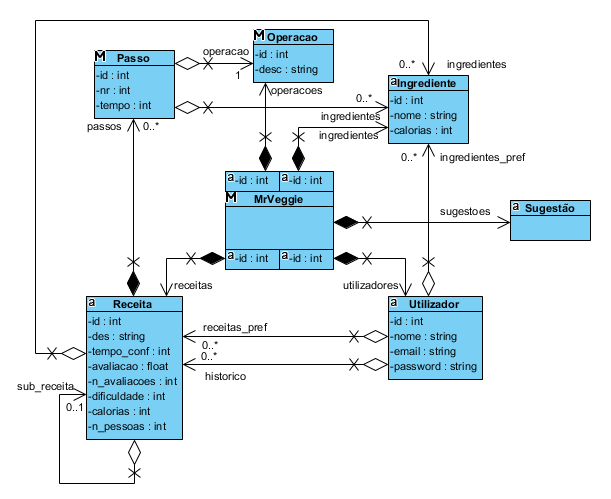 M
Passo
-id : int
-nr : int
-tempo : int
operacao
1
M
Operacao
-id : int
-desc : string
operacoes
0..*
ingredientes
a
Ingrediente
-id : int
-nome : string
-calorias : int
0..*
ingredientes
ingredientes
passos
0..*
0..*
ingredientes_pref
a
-id : int
a
-id : int
M
MrVeggie
a
-id : int
a
-id : int
sugestoes
a
Sugestão
receitas
utilizadores
a
Receita
-id : int
-des : string
-tempo_conf : int
-avaliacao : float
-n_avaliacoes : int
-dificuldade : int
-calorias : int
-n_pessoas : int
sub_receita
0..1
receitas_pref
0..*
0..*
historico
a
Utilizador
-id : int
-nome : string
-email : string
-password : string